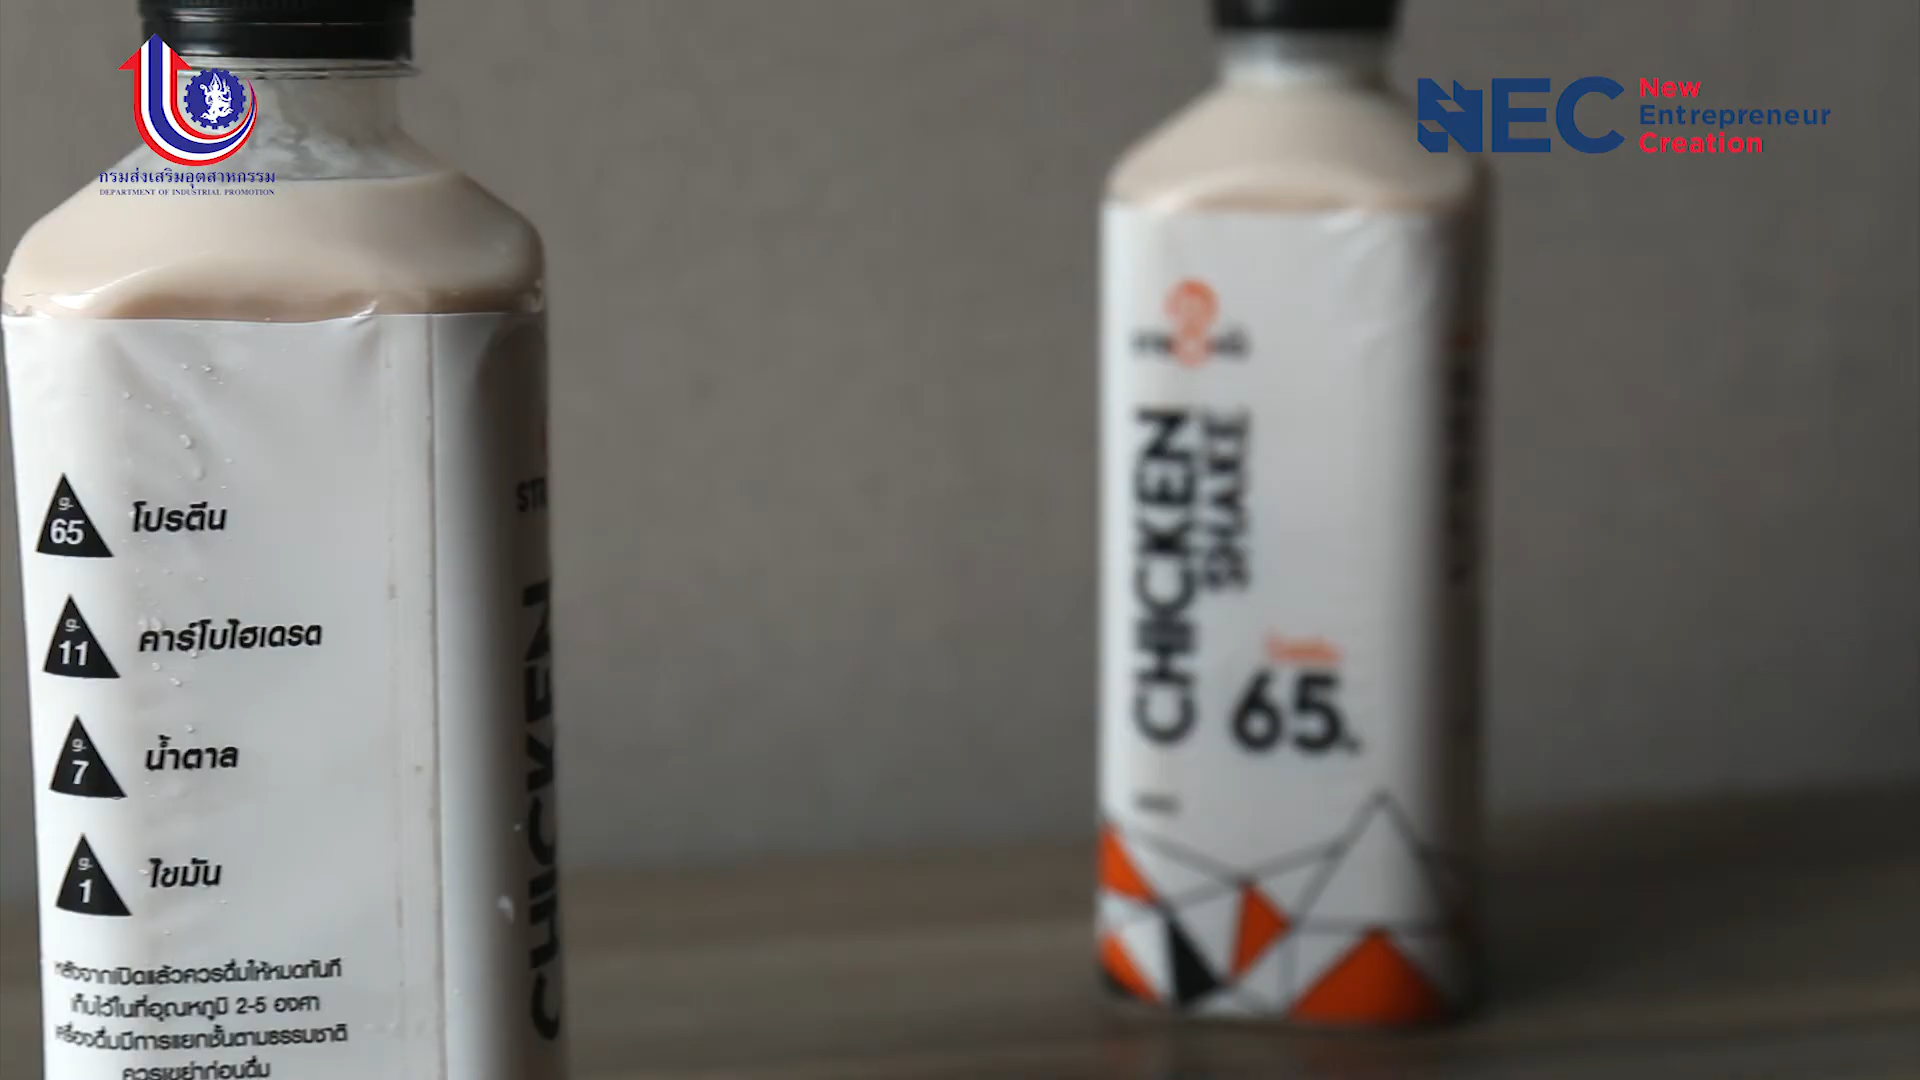 กรมส่งเสริมอุตสาหกรรม
DEPARTMENT OF INDUSTRIAL PROMOTION
NEC
New
Entrepreneur
Creation
g.
65
โปรตีน
g.
11
คาร์โบไฮเดรต
g.
7
น้ำตาล
g.
1
ไขมัน
หลังจากเปิดแล้วควรดื่มให้หมดทันที
เก็บไว้ในที่อุณหภูมิ 2-5 องศา
เครื่องดื่มมีการแยกชั้นตามธรรมชาติ
ควรเขย่าก่อนดื่ม
CHICKEN
CHICKEN
SHAKE
65